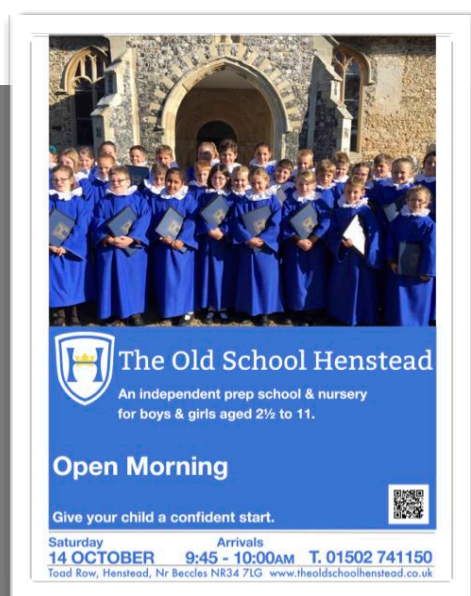 The Old School Henstead
An independent prep school & nursery
for boys & girls aged 2½ to 11.
Open Morning
Give your child a confident start.
Saturday Arrivals
14 OCTOBER 9:45 - 10:00AM T. 01502 741150
Toad Row, Henstead, Nr Beccles NR34 7LG www.theoldschoolhenstead.co.uk